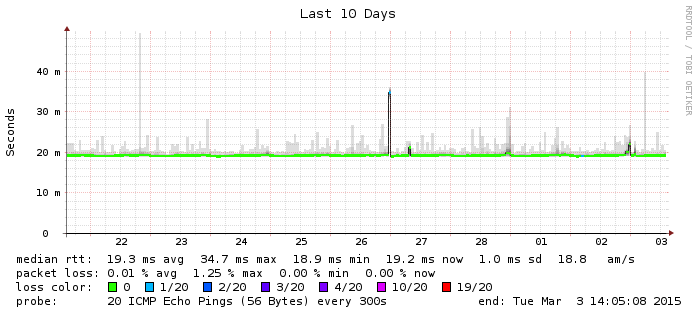 Last 10 Days
RRDTOOL / TOBI OETIKER
Seconds
40 m
30 m
20 m
10 m
0
22 23 24 25 26 27 28 01 02 03
median rtt: 19.3 ms avg 34.7 ms max 18.9 ms min 19.2 ms now 1.0 ms sd 18.8 am/s
packet loss: 0.01 % avg 1.25 % max 0.00 % min 0.00 % now
loss color: 0 1/20 2/20 3/20 4/20 10/20 19/20
probe: 20 ICMP Echo Pings (56 Bytes) every 300s end: Tue Mar 3 14:05:08 2015